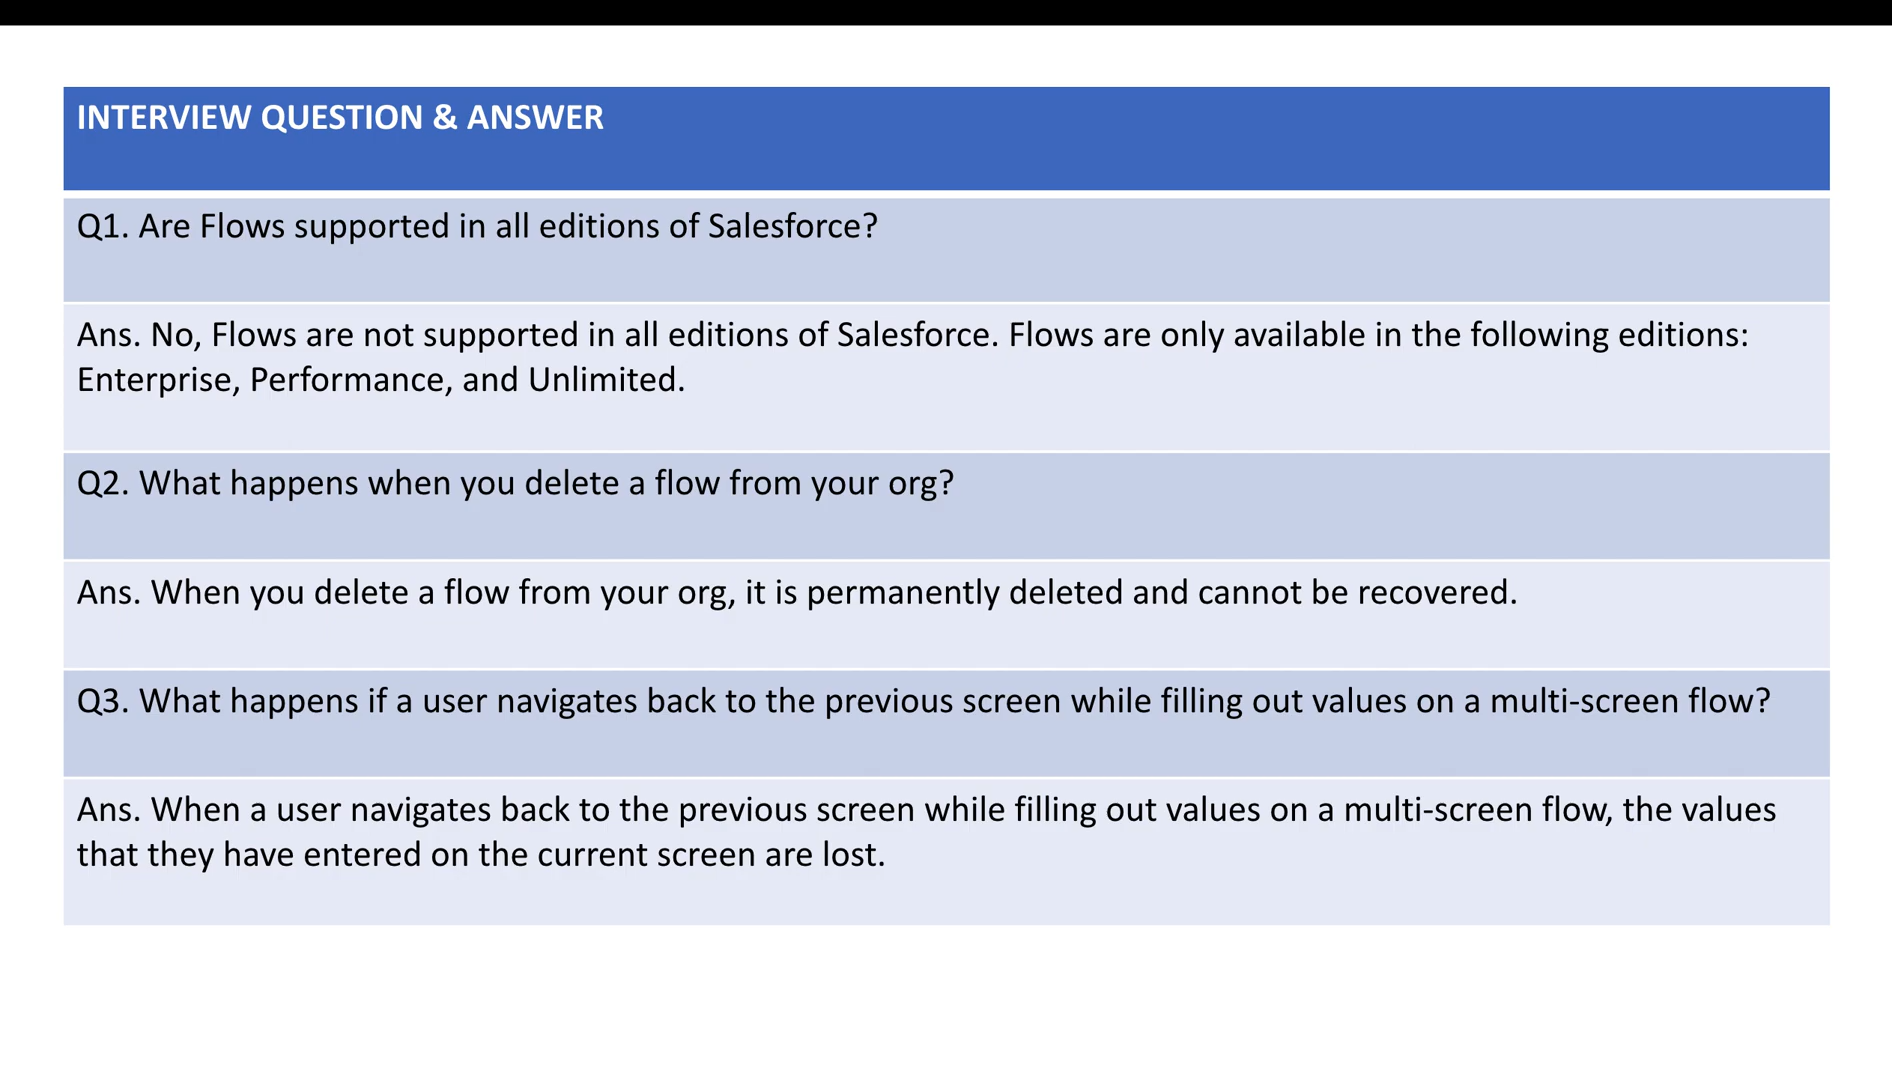 INTERVIEW QUESTION & ANSWER
Q1. Are Flows supported in all editions of Salesforce?
Ans. No, Flows are not supported in all editions of Salesforce. Flows are only available in the following editions:
Enterprise, Performance, and Unlimited.
Q2. What happens when you delete a flow from your org?
Ans. When you delete a flow from your org, it is permanently deleted and cannot be recovered.
Q3. What happens if a user navigates back to the previous screen while filling out values on a multi-screen flow?
Ans. When a user navigates back to the previous screen while filling out values on a multi-screen flow, the values
that they have entered on the current screen are lost.